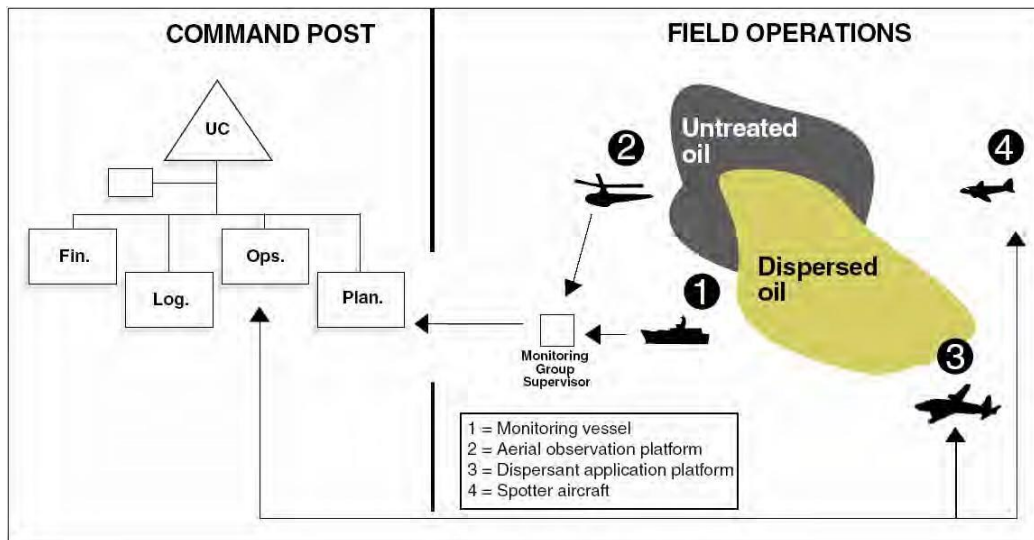 COMMAND POST
FIELD OPERATIONS
UC
Fin.
Log.
Ops.
Plan.
2
Untreated
oil
4
Dispersed
oil
1
3
Monitoring
Group
Supervisor
1 = Monitoring vessel
2 = Aerial observation platform
3 = Dispersant application platform
4 = Spotter aircraft